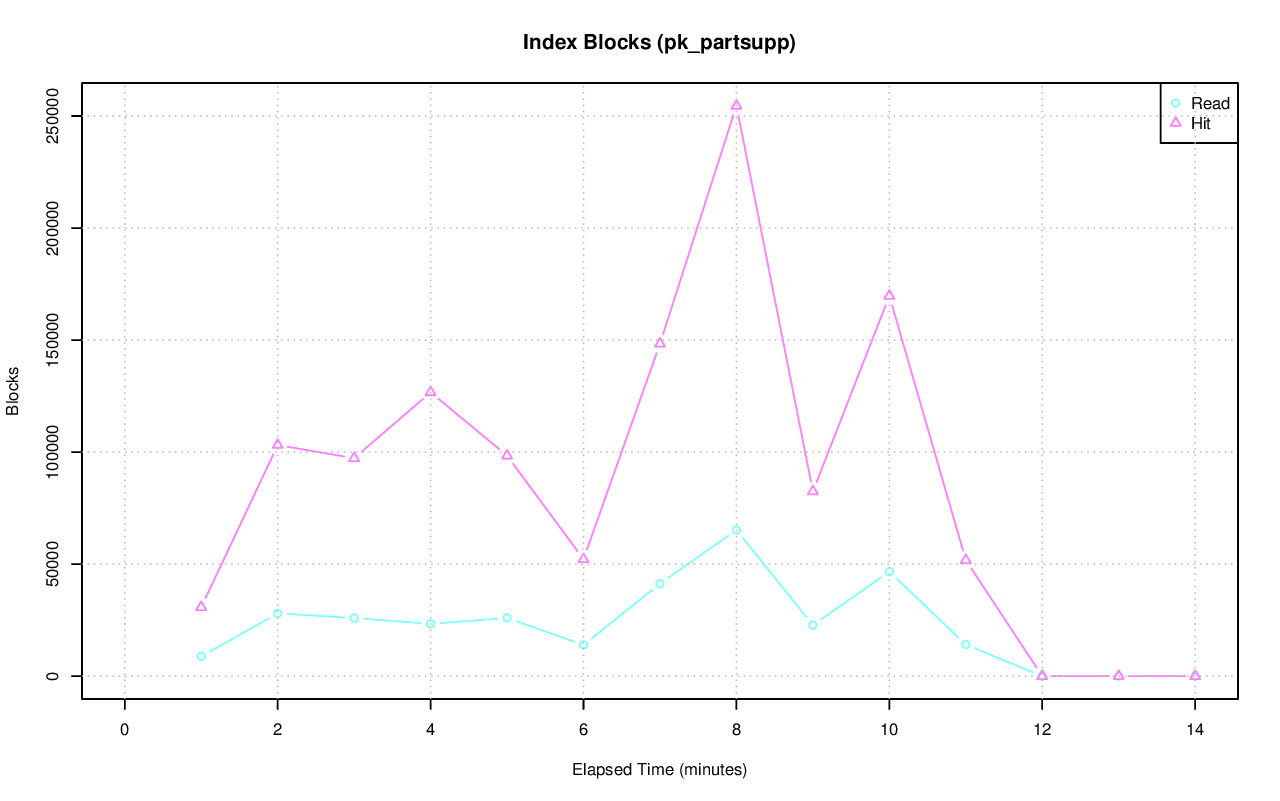 Index Blocks (pk_partsupp)
Read
Hit
250000
200000
150000
100000
50000
0
Blocks
0 2 4 6 8 10 12 14
Elapsed Time (minutes)